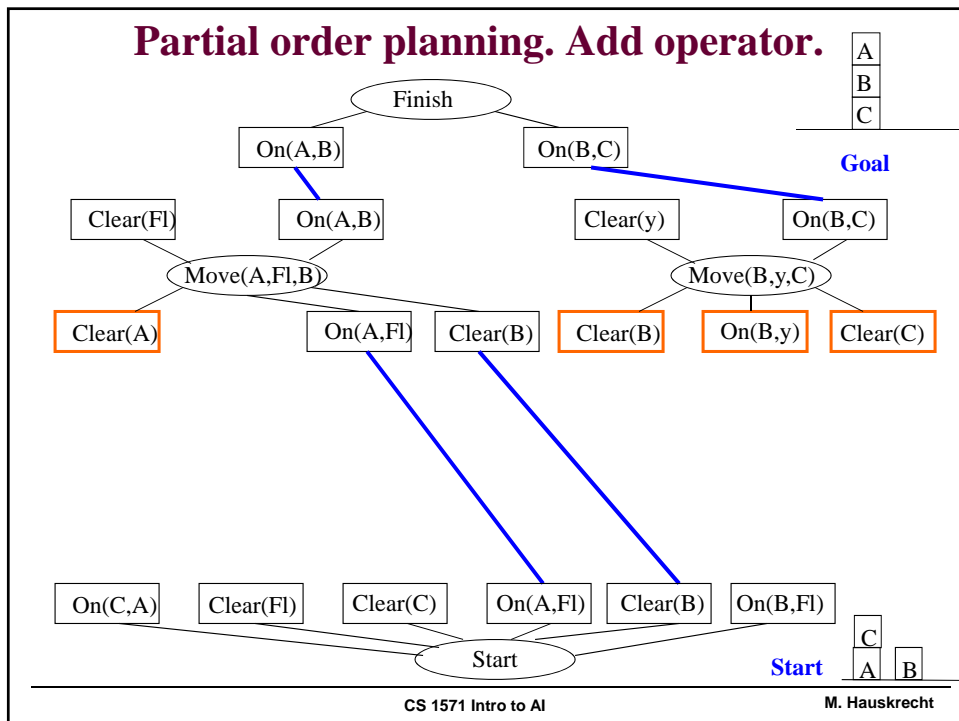 Partial order planning. Add operator.
A
B
C
Finish
On(A,B)
On(B,C)
Goal
Clear(Fl)
On(A,B)
Clear(y)
On(B,C)
Move(A,Fl,B)
Move(B,y,C)
Clear(A)
On(A,Fl)
Clear(B)
Clear(B)
On(B,y)
Clear(C)
On(C,A)
Clear(Fl)
Clear(C)
On(A,Fl)
Clear(B)
On(B,Fl)
Start
Start
C
A B
CS 1571 Intro to AI
M. Hauskrecht